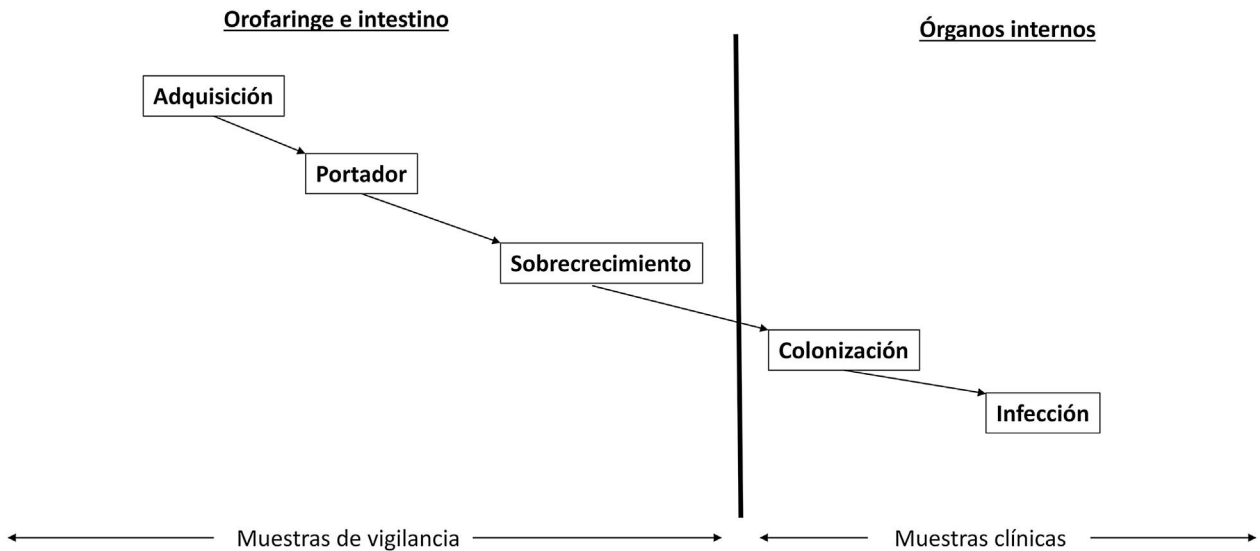 Orofaringe e intestino
Órganos internos
Adquisición
Portador
Sobrecrecimiento
Colonización
Infección
Muestras de vigilancia
Muestras clínicas